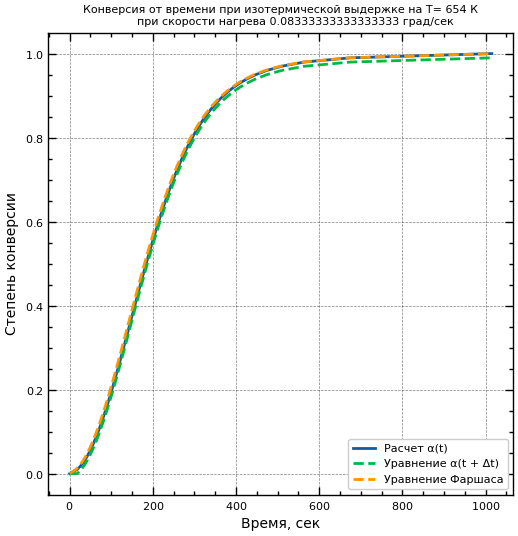 Конверсия от времени при изотермической выдержке на T= 654 К
при скорости нагрева 0.08333333333333333 град/сек
Степень конверсии
1.0
0.8
0.6
0.4
0.2
0.0
Расчет α(t)
Уравнение α(t + Δt)
Уравнение Фаршаса
0 200 400 600 800 1000
Время, сек